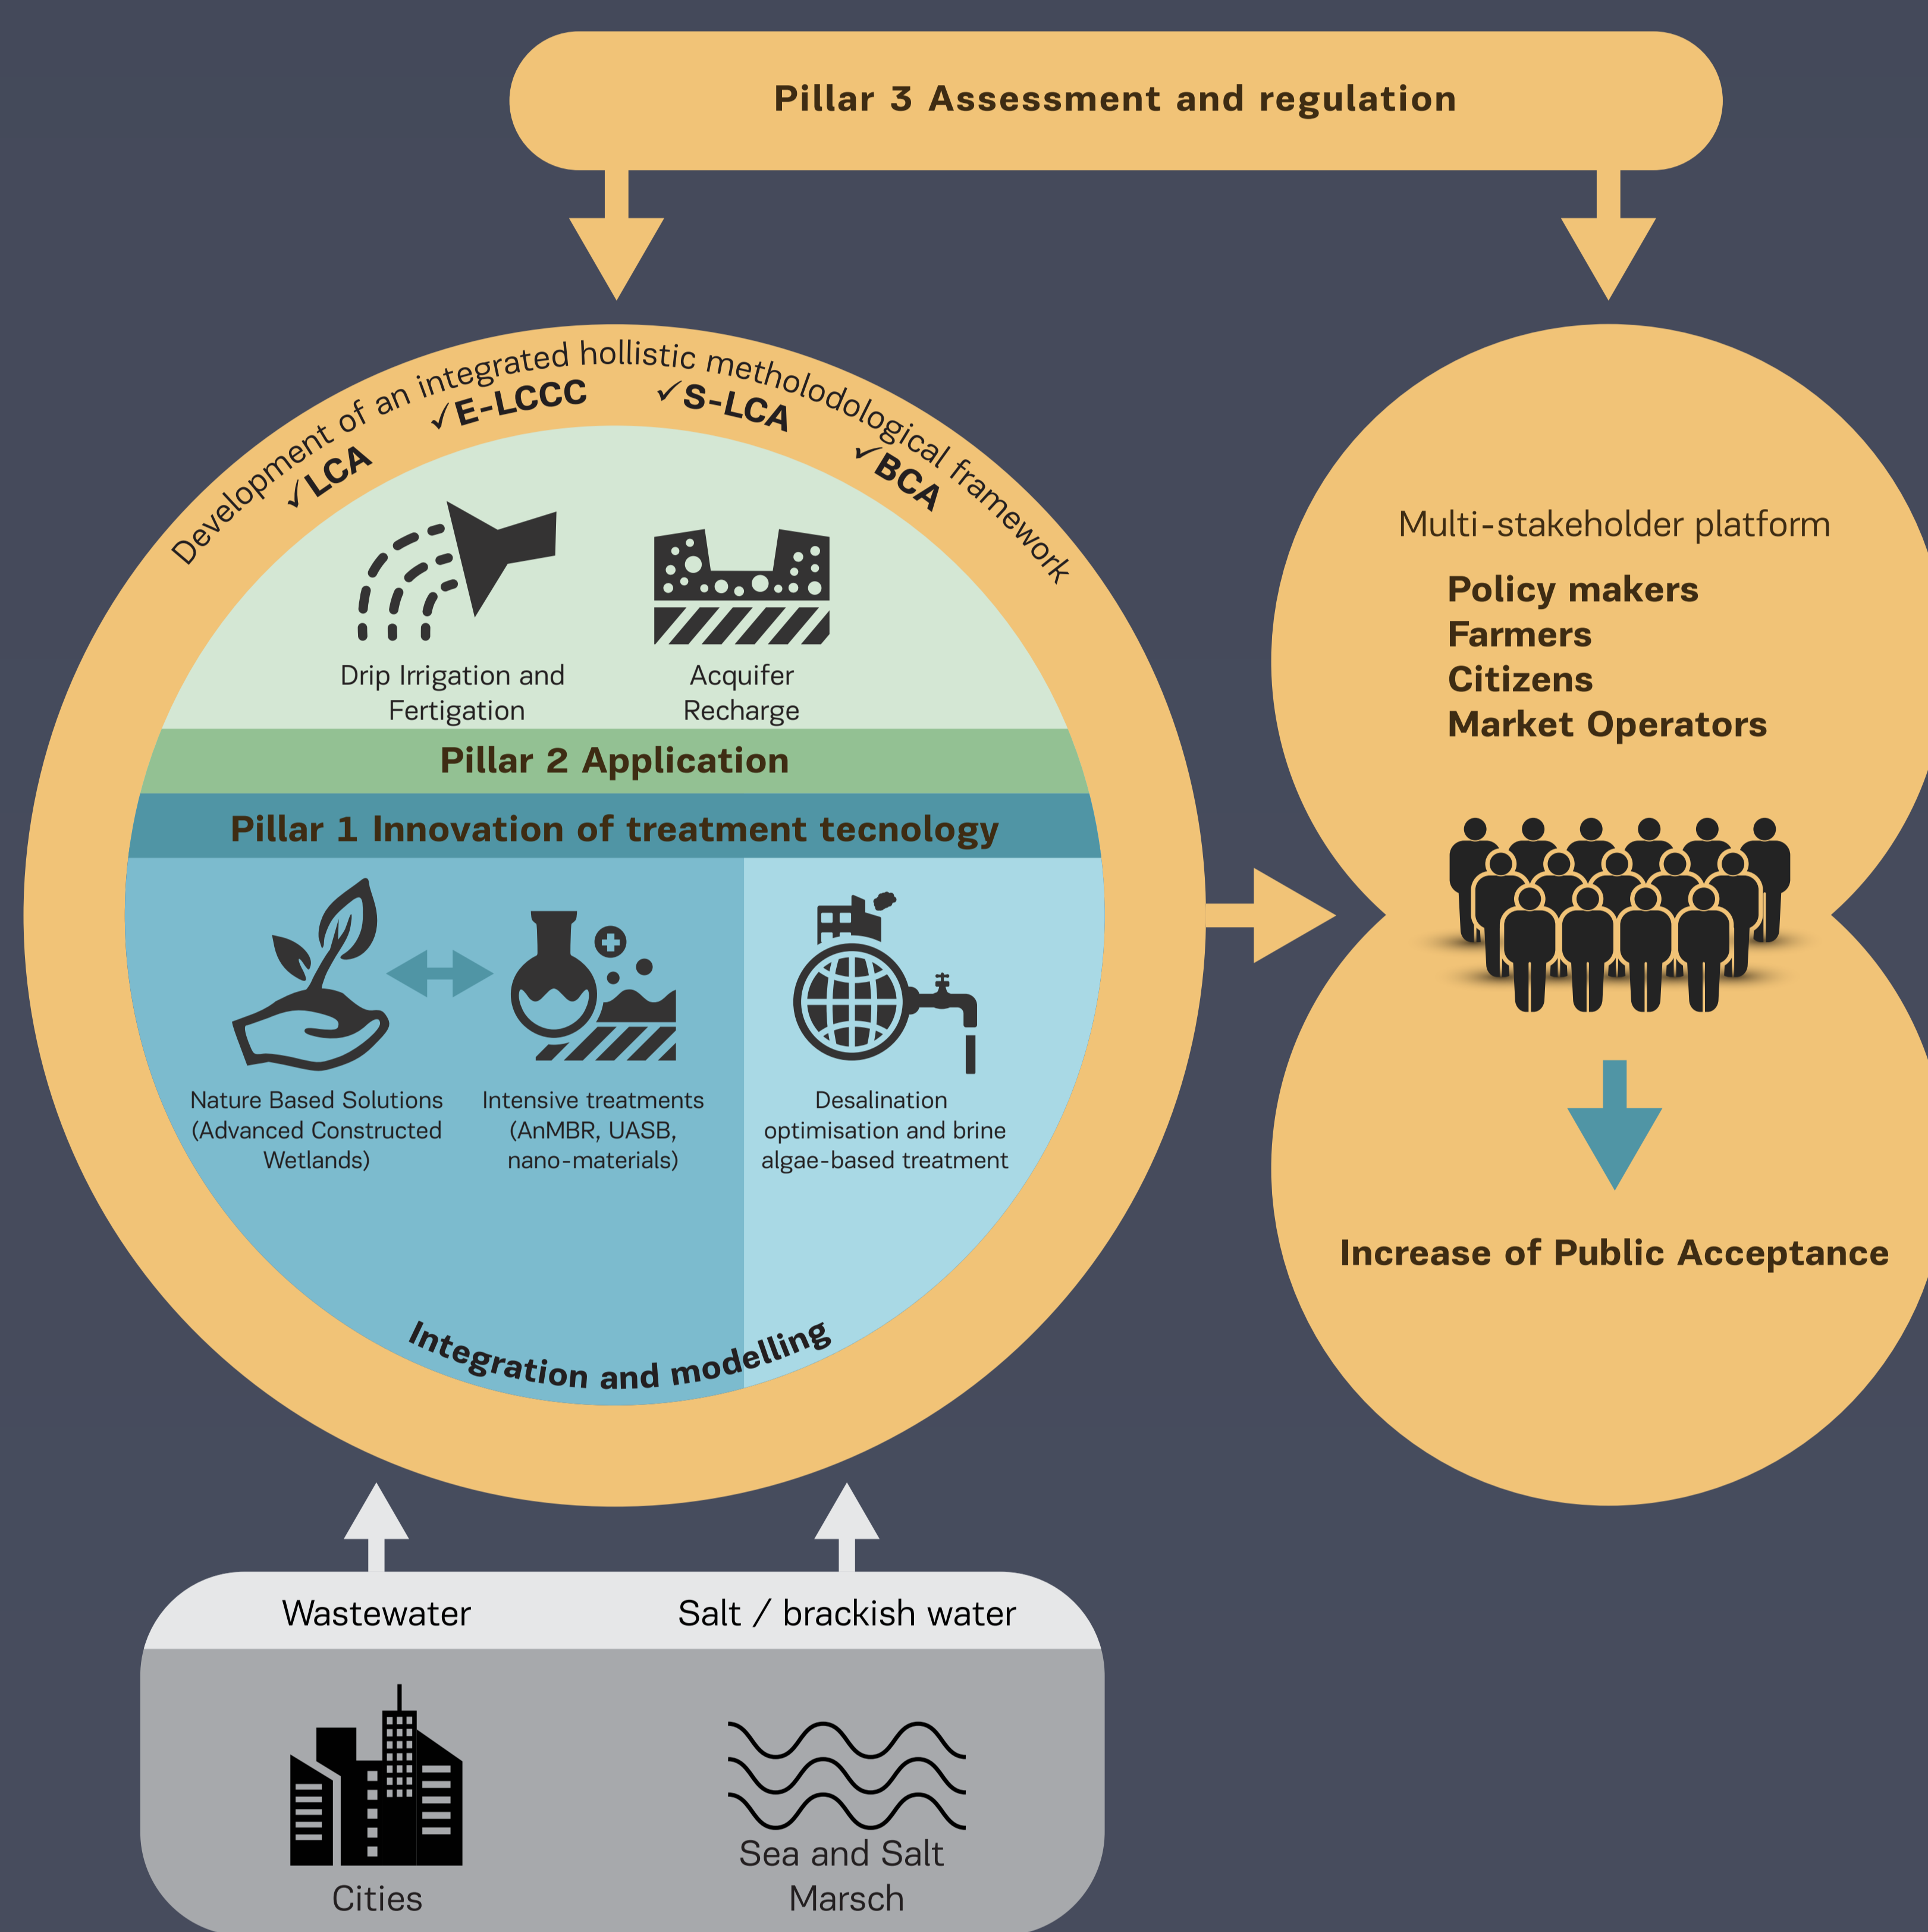 Pillar 3 Assessment and regulation
Development of an integrated hollistic metholodological framework
✓LCA
✓E-LCCC
✓S-LCA
✓BCA
Drip Irrigation and
Fertigation
Acquifer
Recharge
Pillar 2 Application
Pillar 1 Innovation of treatment tecnology
Nature Based Solutions
(Advanced Constructed
Wetlands)
Intensive treatments
(AnMBR, UASB,
nano-materials)
Desalination
optimisation and brine
algae-based treatment
Integration and modelling
Multi-stakeholder platform
Policy makers
Farmers
Citizens
Market Operators
Increase of Public Acceptance
Wastewater
Salt / brackish water
Cities
Sea and Salt
Marsch